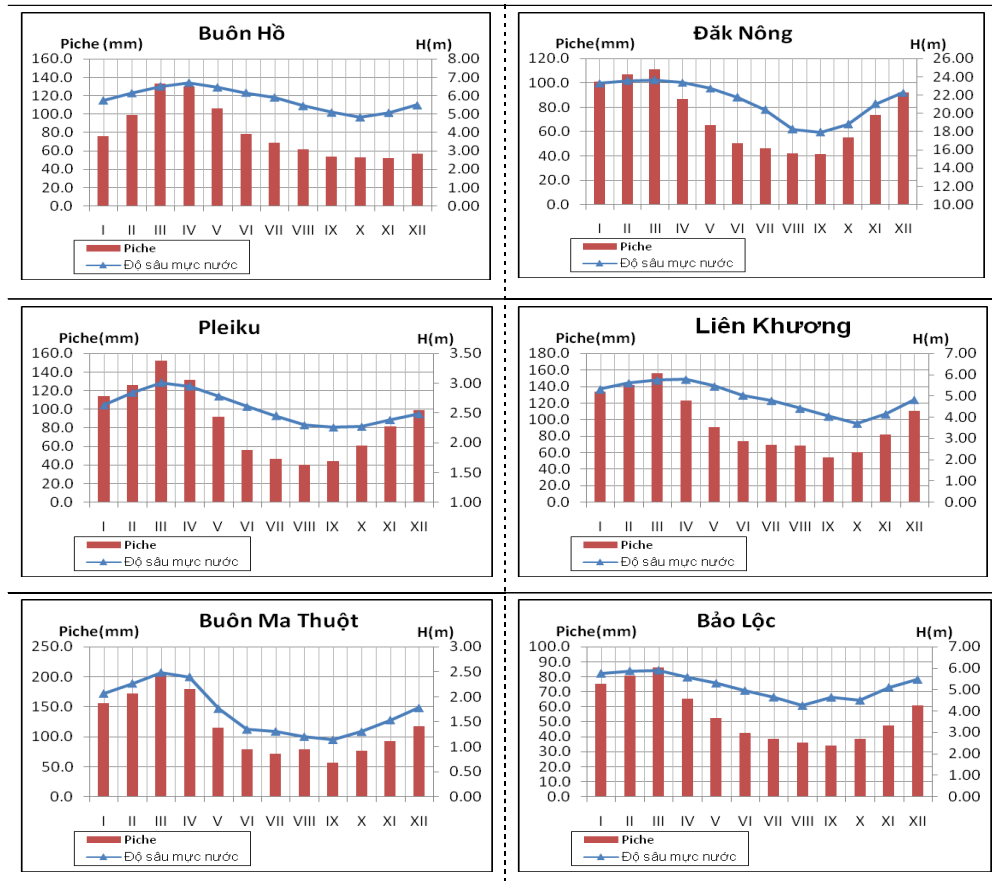 Buôn Hồ
Piche (mm) H(m)
160.0 8.00
140.0 7.00
120.0 6.00
100.0 5.00
80.0 4.00
60.0 3.00
40.0 2.00
20.0 1.00
0.0 0.00
I II III IV V VI VII VIII IX X XI XII
Piche
Độ sâu mực nước
Đăk Nông
Piche(mm) H(m)
120.0 26.00
100.0 24.00
80.0 22.00
60.0 20.00
40.0 18.00
20.0 16.00
0.0 14.00
12.00
10.00
I II III IV V VI VII VIII IX X XI XII
Piche
Độ sâu mực nước
Pleiku
Piche(mm) H(m)
160.0 3.50
140.0 3.00
120.0 2.50
100.0 2.00
80.0 1.50
60.0 1.00
40.0
20.0
0.0
I II III IV V VI VII VIII IX X XI XII
Piche
Độ sâu mực nước
Liên Khương
Piche(mm) H(m)
180.0 7.00
160.0 6.00
140.0 5.00
120.0 4.00
100.0 3.00
80.0 2.00
60.0 1.00
40.0 0.00
20.0
0.0
I II III IV V VI VII VIII IX X XI XII
Piche
Độ sâu mực nước
Buôn Ma Thuột
Piche(mm) H(m)
250.0 3.00
200.0 2.50
150.0 2.00
100.0 1.50
50.0 1.00
0.0 0.50
0.00
I II III IV V VI VII VIII IX X XI XII
Piche
Độ sâu mực nước
Bảo Lộc
Piche(mm) H(m)
100.0 7.00
90.0 6.00
80.0 5.00
70.0 4.00
60.0 3.00
50.0 2.00
40.0 1.00
30.0 0.00
20.0
10.0
0.0
I II III IV V VI VII VIII IX X XI XII
Piche
Độ sâu mực nước